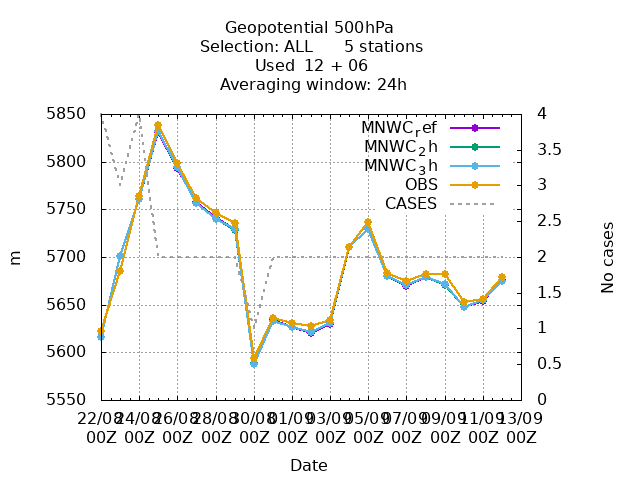 Geopotential 500hPa
Selection: ALL 5 stations
Used 12 + 06
Averaging window: 24h
MNWC_ref
MNWC_2h
MNWC_3h
OBS
CASES
5850
5800
5750
5700
5650
5600
5550
m
4
3.5
3
2.5
2
1.5
1
0.5
0
No cases
22/08 24/08 26/08 28/08 30/08 01/09 03/09 05/09 07/09 09/09 11/09 13/09
00Z 00Z 00Z 00Z 00Z 00Z 00Z 00Z 00Z 00Z 00Z 00Z
Date